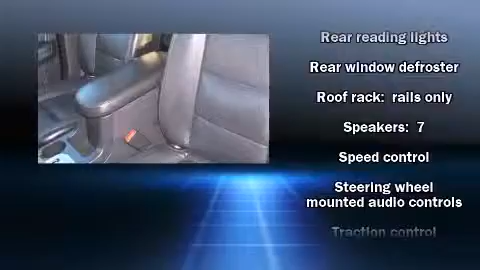 Rear reading lights
Rear window defroster
Roof rack:  rails only
Speakers:  7
Speed control
Steering wheel
mounted audio controls
Traction control